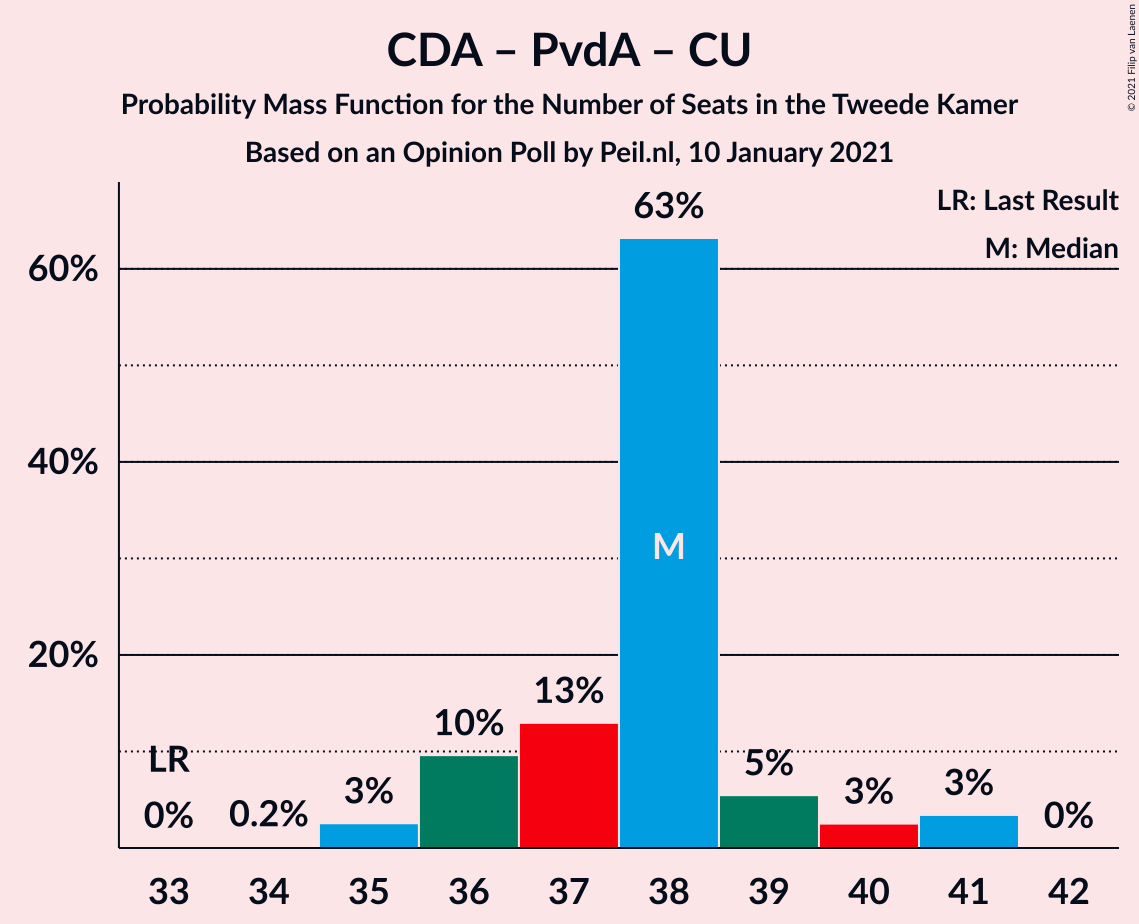 CDA – PvdA – CU
Probability Mass Function for the Number of Seats in the Tweede Kamer
Based on an Opinion Poll by Peil.nl, 10 January 2021
© 2021 Filip van Laenen
LR: Last Result
M: Median
60%
40%
20%
LR
0%
0.2%
3%
10%
13%
63%
M
5%
3%
3%
0%
33 34 35 36 37 38 39 40 41 42